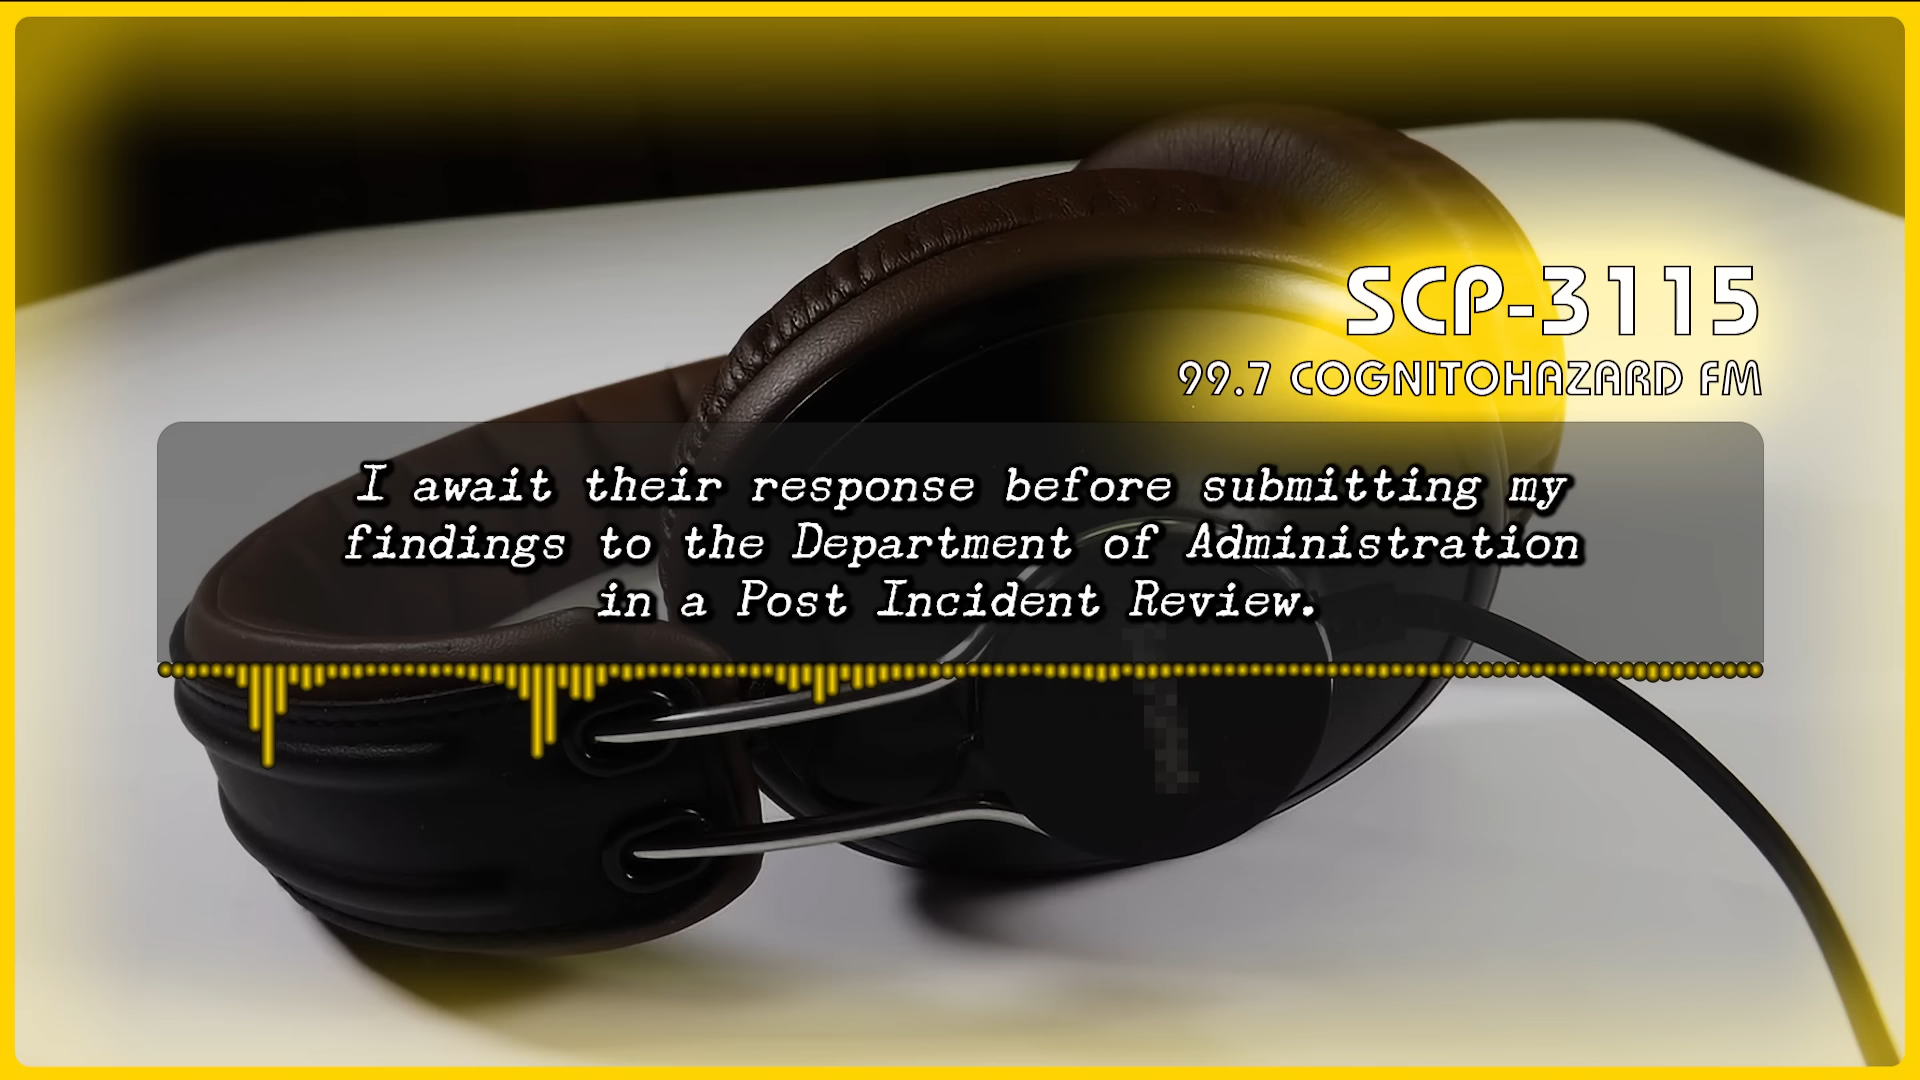 SCP-3115
99.7 COGNITOHAZARD FM
I await their response before submitting my
findings to the Department of Administration
in a Post Incident Review.